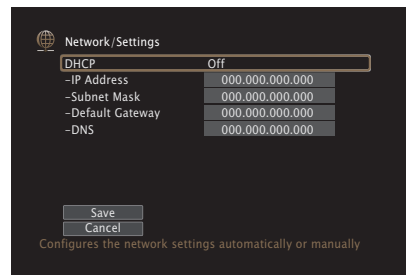 Network/Settings
DHCP Off
-IP Address 000.000.000.000
-Subnet Mask 000.000.000.000
-Default Gateway 000.000.000.000
-DNS 000.000.000.000
Save
Cancel
Configures the network settings automatically or manually